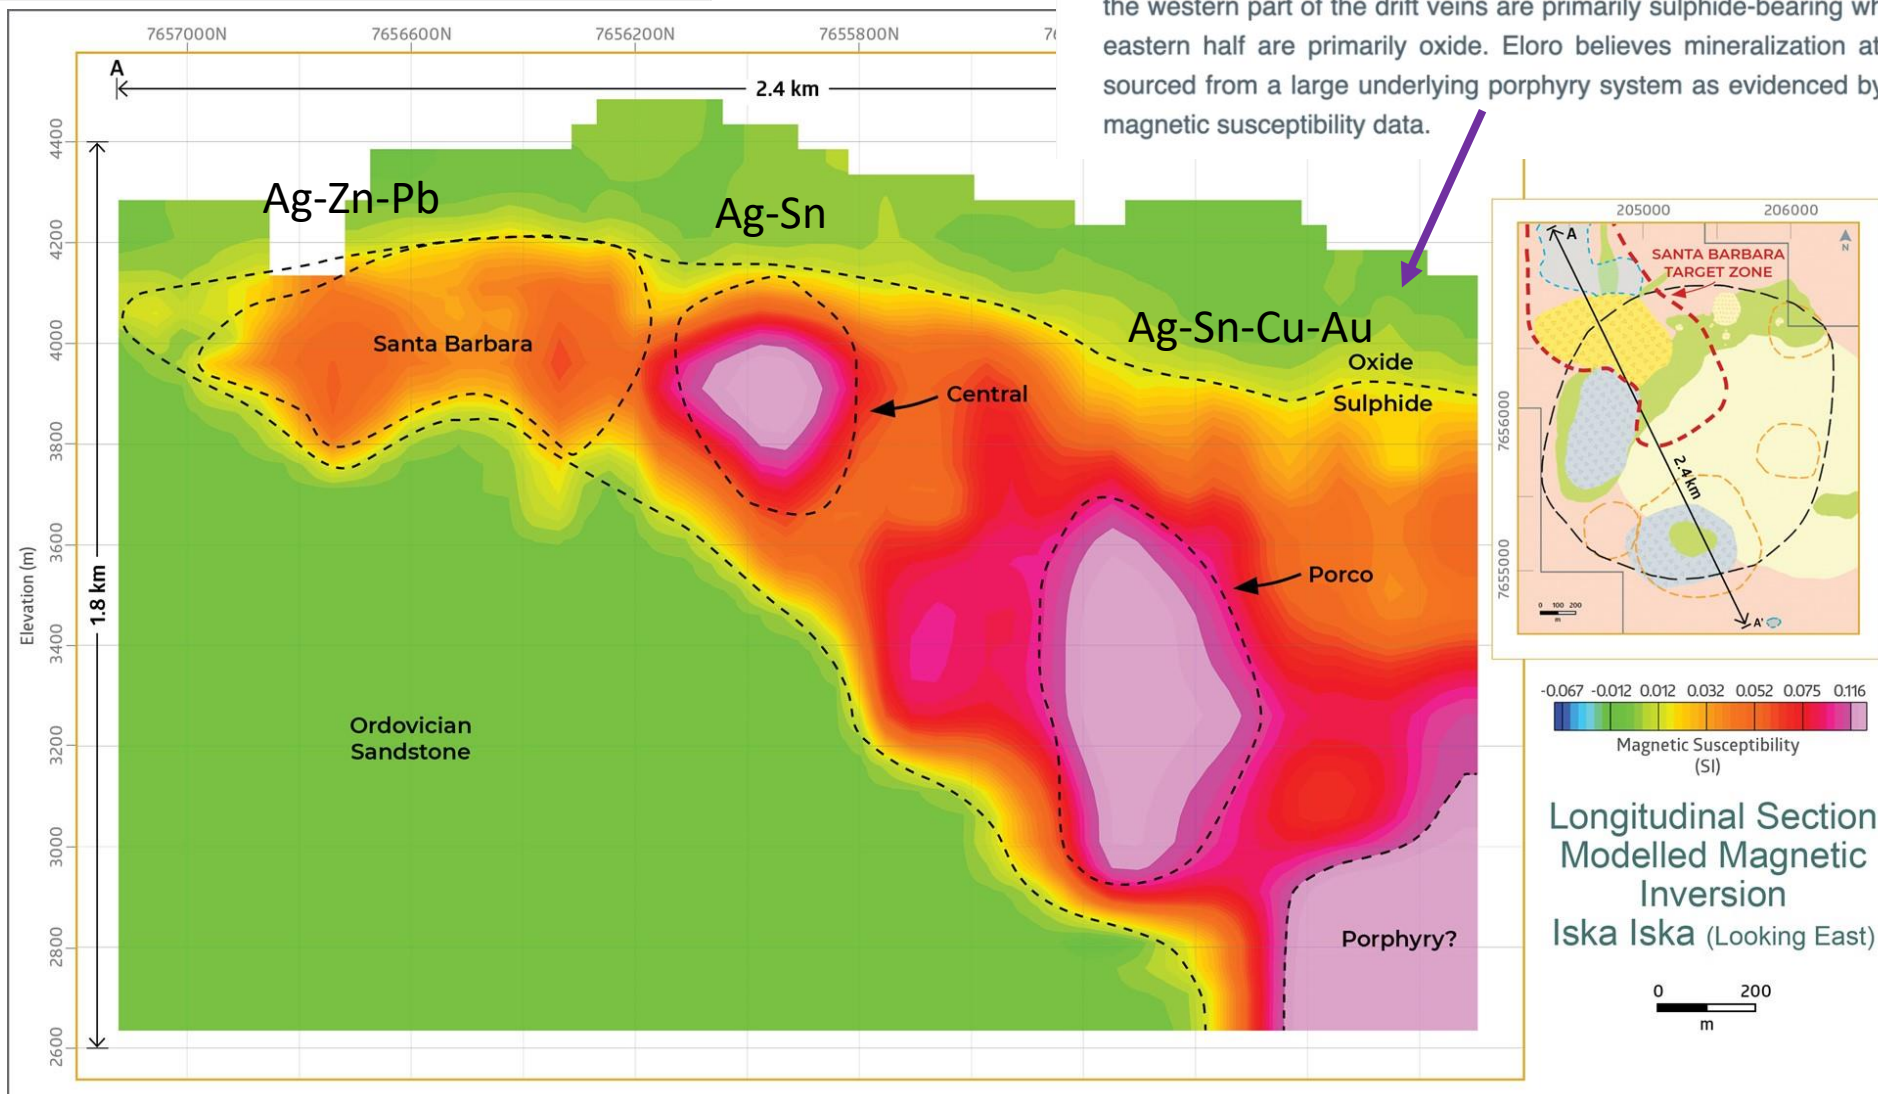 the western part of the drift veins are primarily sulphide-bearing
eastern half are primarily oxide. Eloro believes mineralization at
sourced from a large underlying porphyry system as evidenced by
magnetic susceptibility data.
7657000N 7656600N 7656200N 7655800N
A
2.4 km
4400
4200
4000
3800
3600
3400
3200
3000
2800
2600
Elevation (m)
1.8 km
Ag-Zn-Pb
Ag-Sn
Ag-Sn-Cu-Au
Oxide
Sulphide
Santa Barbara
Central
Porco
Ordovician
Sandstone
Porphyry?
205000 206000
A
N
SANTA BARBARA
TARGET ZONE
7656000
7655000
2.4 km
0 100 200
m
A'
-0.067 -0.012 0.012 0.032 0.052 0.075 0.116
Magnetic Susceptibility
(SI)
Longitudinal Section
Modelled Magnetic
Inversion
Iska Iska (Looking East)
0 200
m